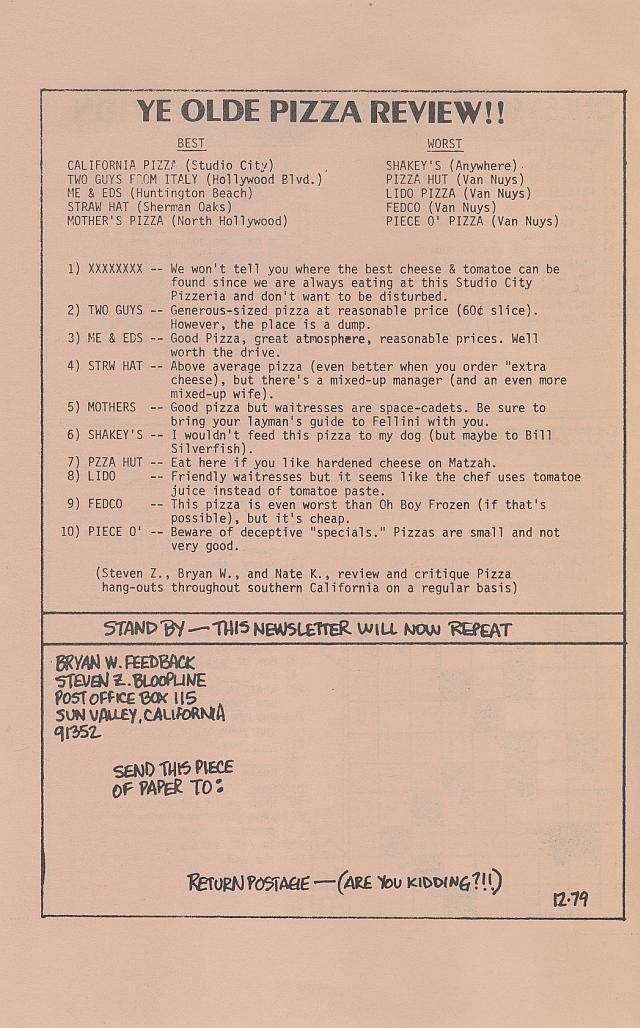 YE OLDE PIZZA REVIEW!!
BEST WORST
CALIFORNIA PIZZA (Studio City) SHAKEY'S (Anywhere)
TWO GUYS FROM ITALY (Hollywood Blvd.) PIZZA HUT (Van Nuys)
ME & EDS (Huntington Beach) LIDO PIZZA (Van Nuys)
STRAW HAT (Sherman Oaks) FEDCO (Van Nuys)
MOTHER'S PIZZA (North Hollywood) PIECE O' PIZZA (Van Nuys)
1) XXXXXXXX -- We won't tell you where the best cheese & tomatoe can be
found since we are always eating at this Studio City
Pizzeria and don't want to be disturbed.
2) TWO GUYS -- Generous-sized pizza at reasonable price (60¢ slice).
However, the place is a dump.
3) ME & EDS -- Good Pizza, great atmosphere, reasonable prices. Well
worth the drive.
4) STRW HAT -- Above average pizza (even better when you order "extra
cheese), but there's a mixed-up manager (and an even more
mixed-up wife).
5) MOTHERS -- Good pizza but waitresses are space-cadets. Be sure to
bring your layman's guide to Fellini with you.
6) SHAKEY'S -- I wouldn't feed this pizza to my dog (but maybe to Bill
Silverfish).
7) PZZA HUT -- Eat here if you like hardened cheese on Matzah.
8) LIDO -- Friendly waitresses but it seems like the chef uses tomatoe
juice instead of tomatoe paste.
9) FEDCO -- This pizza is even worst than Oh Boy Frozen (if that's
possible), but it's cheap.
10) PIECE O' -- Beware of deceptive "specials." Pizzas are small and not
very good.
(Steven Z., Bryan W., and Nate K., review and critique Pizza
hang-outs throughout southern California on a regular basis)
STAND BY — THIS NEWSLETTER WILL NOW REPEAT
BRYAN W. FEEDBACK
STEVEN Z. BLOOPLINE
POST OFFICE BOX 115
SUN VALLEY, CALIFORNIA
91352
SEND THIS PIECE
OF PAPER TO:
RETURN POSTAGE — (ARE YOU KIDDING?!!)
12·79